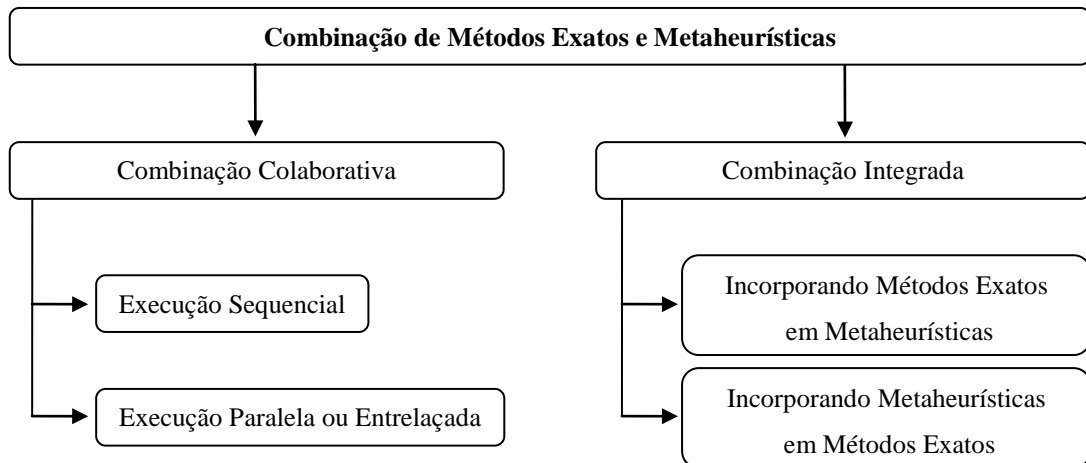 Combinação de Métodos Exatos e Metaheurísticas
Combinação Colaborativa
Execução Sequencial
Execução Paralela ou Entrelaçada
Combinação Integrada
Incorporando Métodos Exatos
em Metaheurísticas
Incorporando Metaheurísticas
em Métodos Exatos